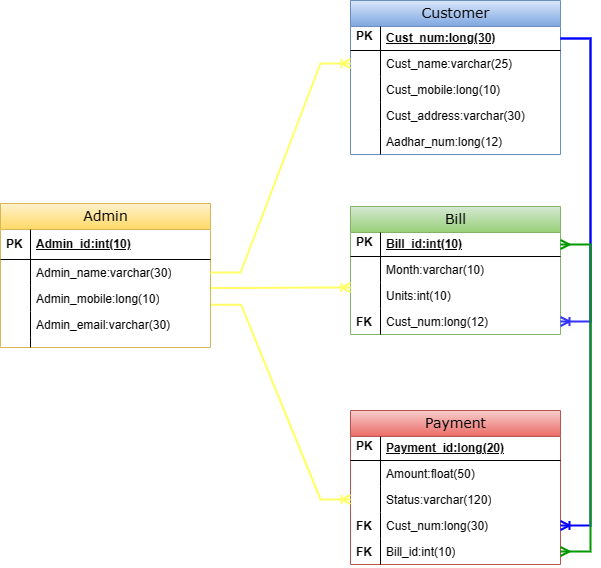 Customer
PK Cust_num:long(30)
Cust_name:varchar(25)
Cust_mobile:long(10)
Cust_address:varchar(30)
Aadhar_num:long(12)
Admin
PK Admin_id:int(10)
Admin_name:varchar(30)
Admin_mobile:long(10)
Admin_email:varchar(30)
Bill
PK Bill_id:int(10)
Month:varchar(10)
Units:int(10)
FK Cust_num:long(12)
Payment
PK Payment_id:long(20)
Amount:float(50)
Status:varchar(120)
FK Cust_num:long(30)
FK Bill_id:int(10)